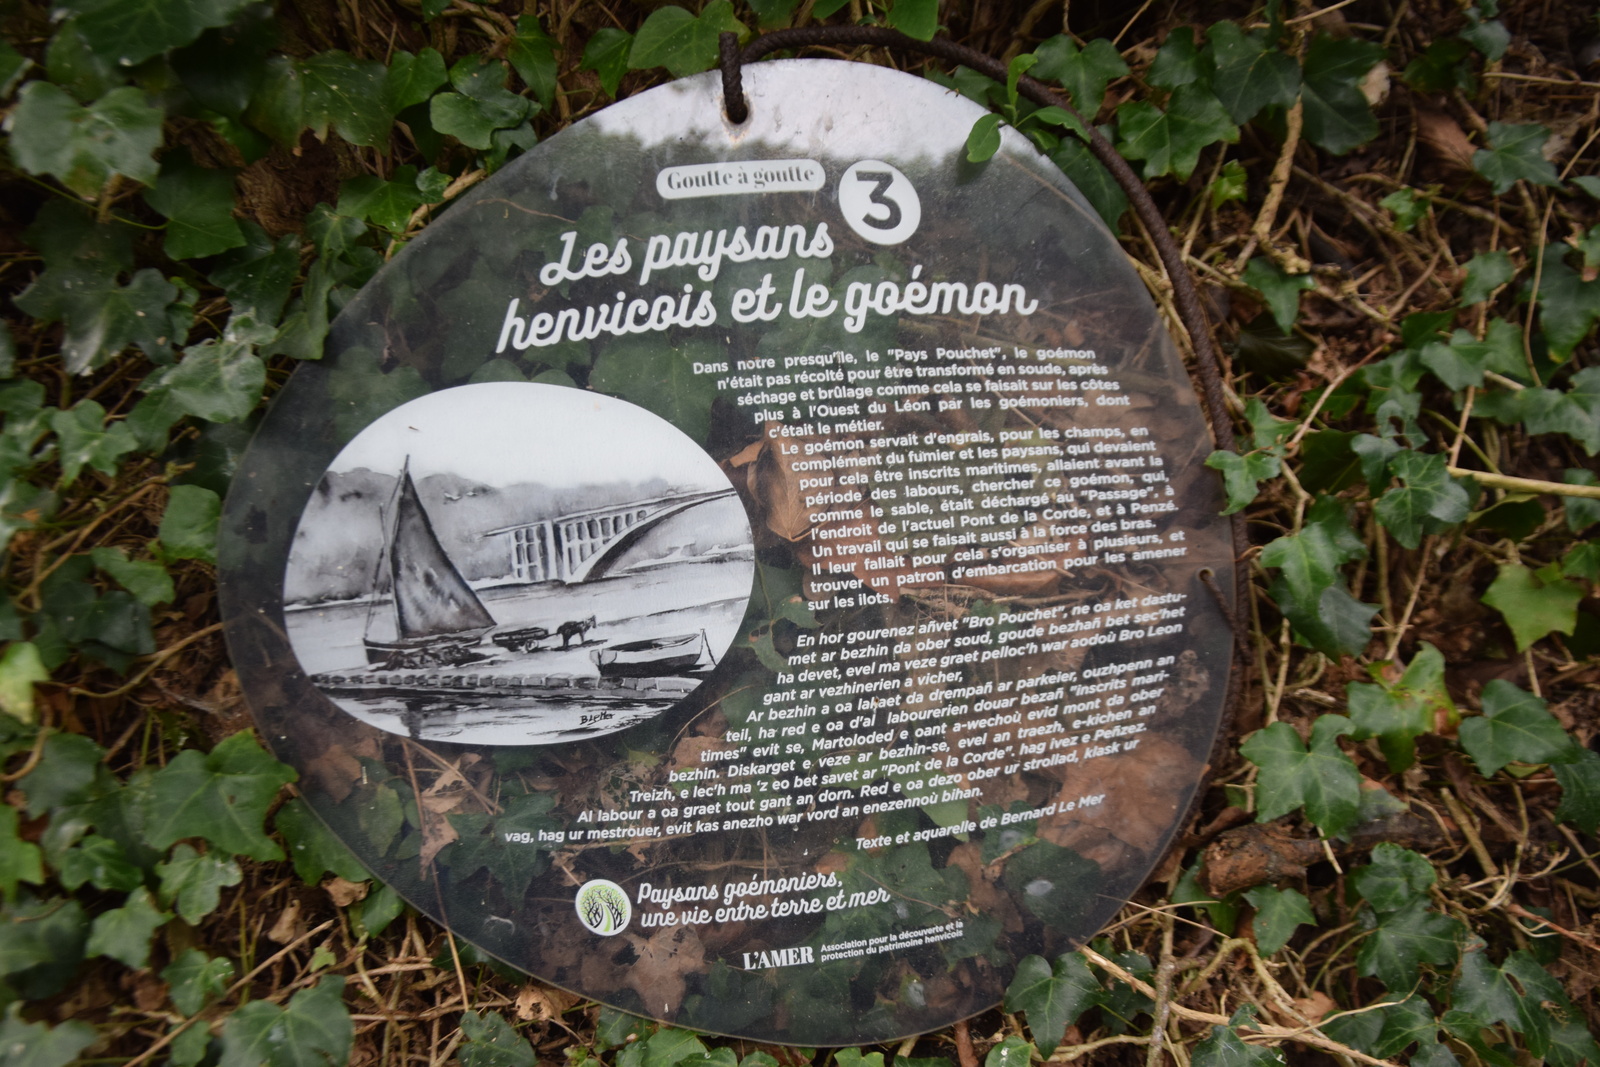 Goutte à goutte
3
Les paysans
henvicois et le goémon
Dans notre presqu'île, le "Pays Pouchet", le goémon
n'était pas récolté pour être transformé en soude, après
séchage et brûlage comme cela se faisait sur les côtes
plus à l'Ouest du Léon par les goémoniers, dont
c'était le métier.
Le goémon servait d'engrais, pour les champs, en
complément du fumier et les paysans, qui devaient
pour cela être inscrits maritimes, allaient avant la
période des labours, chercher ce goémon, qui,
comme le sable, était déchargé au "Passage", à
l'endroit de l'actuel Pont de la Corde, et à Penzé.
Un travail qui se faisait aussi à la force des bras.
Il leur fallait pour cela s'organiser à plusieurs, et
trouver un patron d'embarcation pour les amener
sur les ilots.
En hor gourenez añvet "Bro Pouchet", ne oa ket dastu-
met ar bezhin da ober soud, goude bezhañ bet sec'het
ha devet, evel ma veze graet pelloc'h war aodoù Bro Leon
gant ar vezhinerien a vicher,
Ar bezhin a oa lakaet da drempañ ar parkeier, ouzhpenn an
teil, ha red e oa d'al labourerien douar bezañ "inscrits mari-
times" evit se, Martoloded e oant a-wechoù evid mont da ober
bezhin. Diskarget e veze ar bezhin-se, evel an traezh, e-kichen an
Treizh, e lec'h ma 'z eo bet savet ar "Pont de la Corde". hag ivez e Peñzez.
Al labour a oa graet tout gant an dorn. Red e oa dezo ober ur strollad, klask ur
vag, hag ur mestrouer, evit kas anezho war vord an enezennoù bihan.
Texte et aquarelle de Bernard Le Mer
B. Le Mer
Paysans goémoniers,
une vie entre terre et mer
L'AMER Association pour la découverte et la
protection du patrimoine henvicois